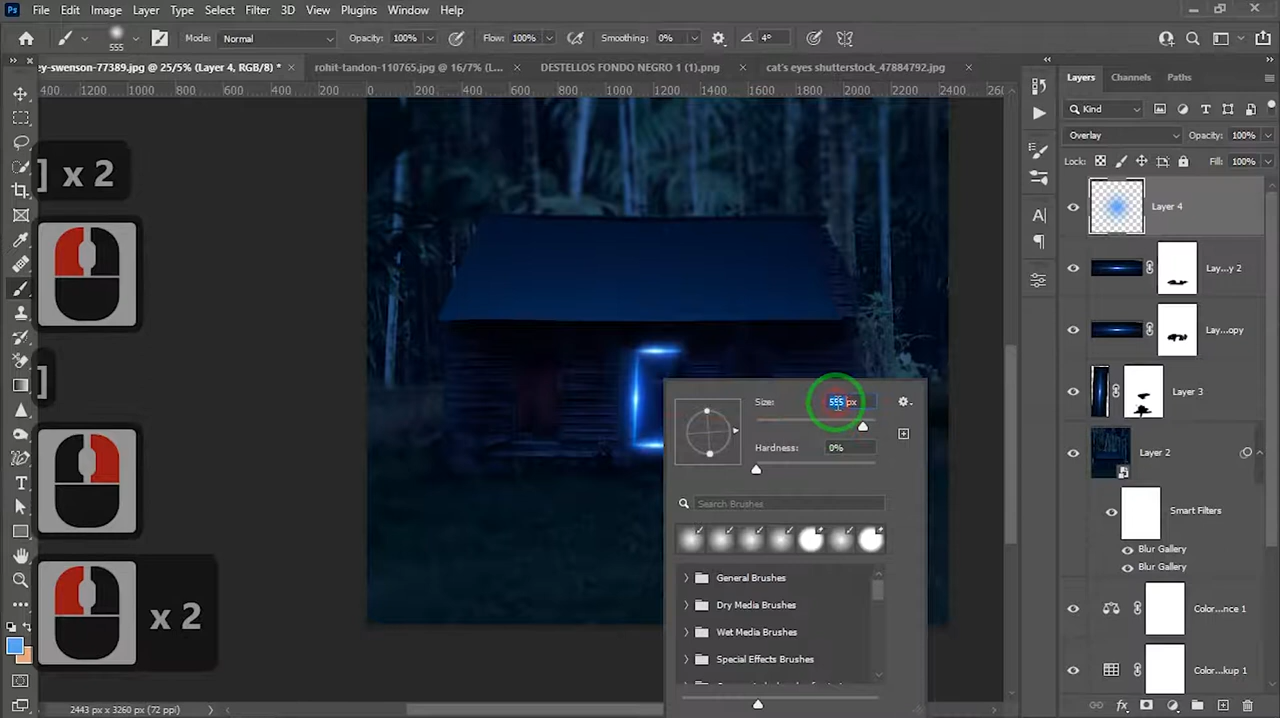 Ps File Edit Image Layer Type Select Filter 3D View Plugins Window Help
555 Mode: Normal Opacity: 100% Flow: 100% Smoothing: 0% 4°
ey-swenson-77389.jpg @ 25/5% (Layer 4, RGB/8) * × rohit-tandon-110765.jpg @ 16/7% (L... × DESTELLOS FONDO NEGRO 1 (1).png × cat's eyes shutterstock_47884792.jpg ×
400 1200 1000 800 600 400 200 0 200 400 600 800 1000 1200 1400 1600 1800 2000 2200 2400
] x 2
]
x 2
Size: 555 px
Hardness: 0%
Search Brushes
General Brushes
Dry Media Brushes
Wet Media Brushes
Special Effects Brushes
Layers Channels Paths
Kind
Overlay Opacity: 100%
Lock: Fill: 100%
Layer 4
Lay...y 2
Lay...opy
Layer 3
Layer 2
Smart Filters
Blur Gallery
Blur Gallery
Color...nce 1
Color...kup 1
2443 px x 3260 px (72 ppi)